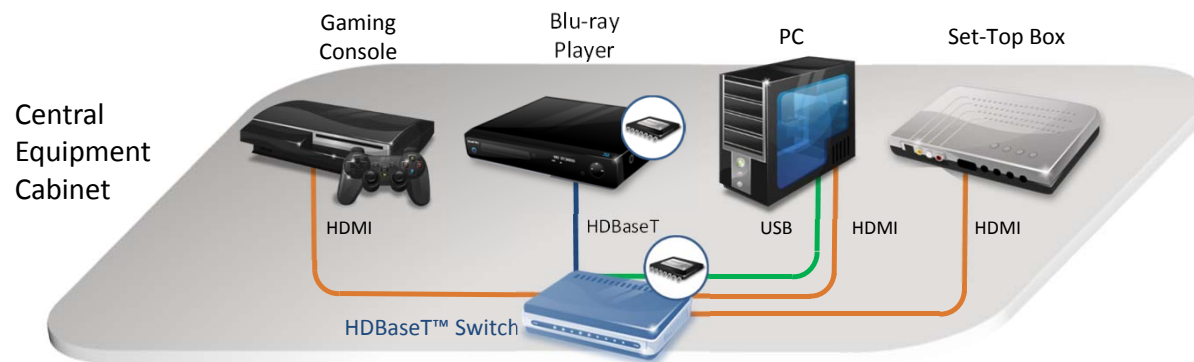 Gaming
Console
Blu-ray
Player
PC
Set-Top Box
Central
Equipment
Cabinet
HDMI
HDBaseT
USB
HDMI
HDMI
HDBaseT™ Switch